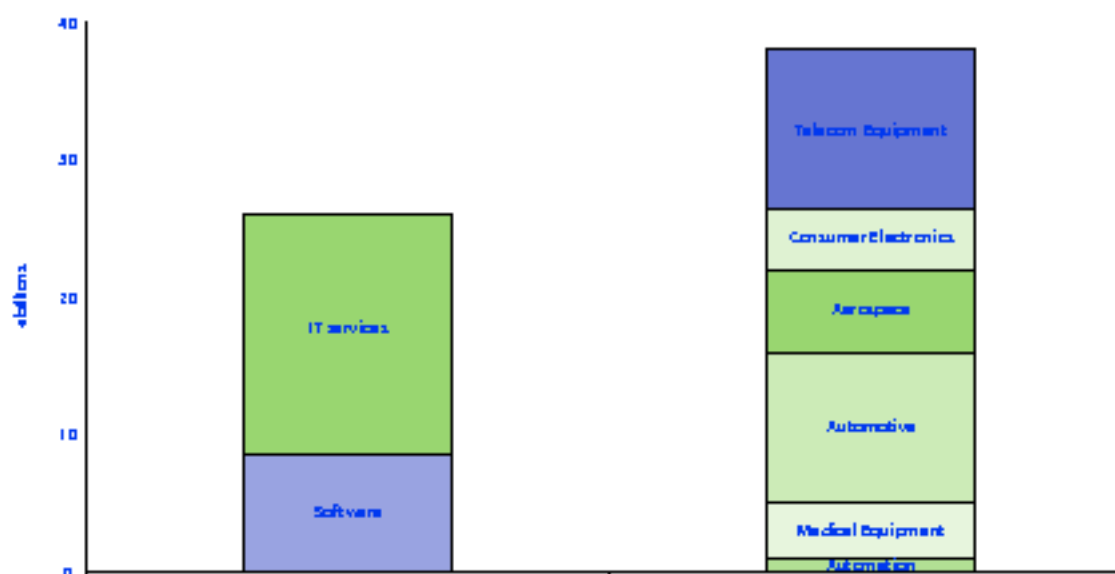 40
30
20
10
0
billions
IT services
Software
Telecom Equipment
Consumer Electronics
Aerospace
Automotive
Medical Equipment
Automation